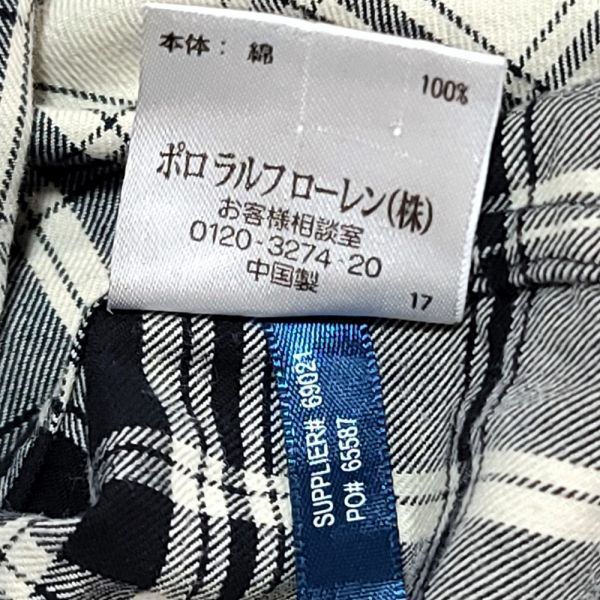 本体: 綿
100%
ポロ ラルフ ローレン(株)
お客様相談室
0120-3274-20
中国製
17
SUPPLIER# 69021
PO# 65587